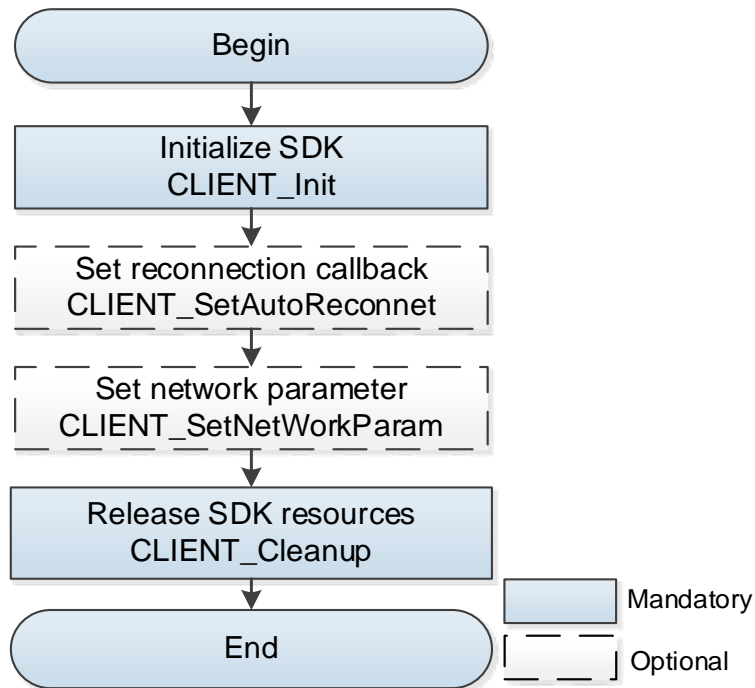 Begin
Initialize SDK
CLIENT_Init
Set reconnection callback
CLIENT_SetAutoReconnet
Set network parameter
CLIENT_SetNetWorkParam
Release SDK resources
CLIENT_Cleanup
End
Mandatory
Optional